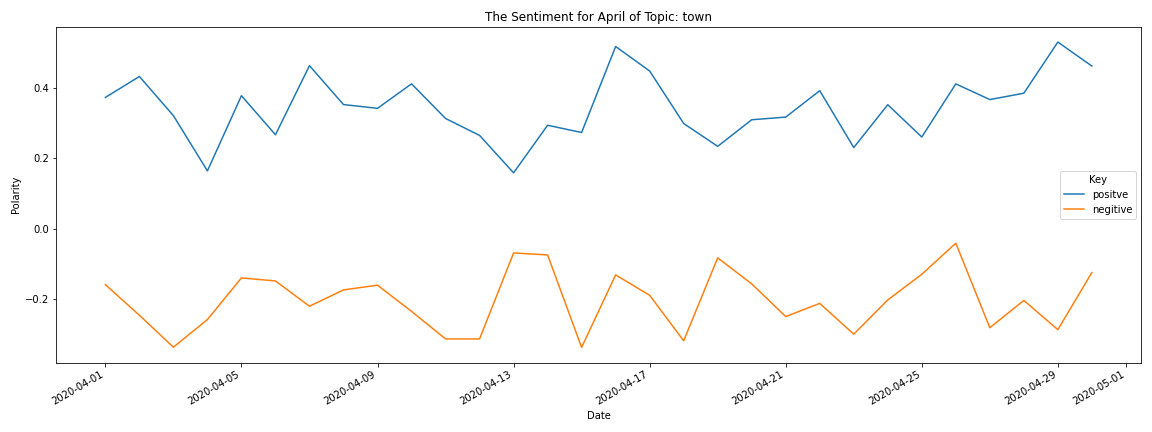 The Sentiment for April of Topic: town
Polarity
0.4
0.2
0.0
−0.2
Key
positve
negitive
2020-04-01
2020-04-05
2020-04-09
2020-04-13
2020-04-17
2020-04-21
2020-04-25
2020-04-29
2020-05-01
Date